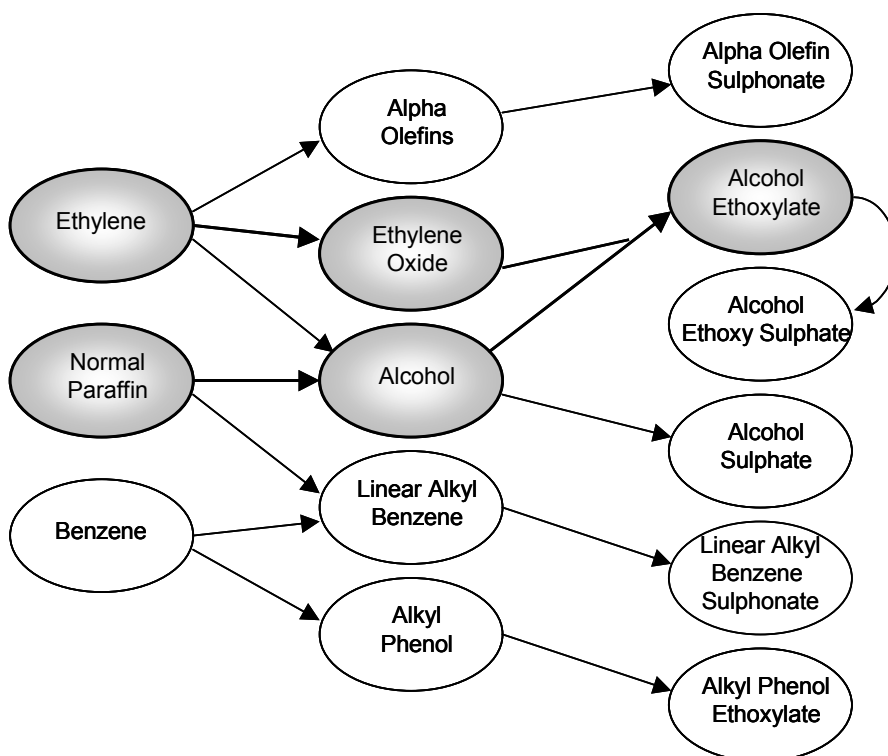 Ethylene
Normal
Paraffin
Benzene
Alpha
Olefins
Ethylene
Oxide
Alcohol
Linear Alkyl
Benzene
Alkyl
Phenol
Alpha Olefin
Sulphonate
Alcohol
Ethoxylate
Alcohol
Ethoxy Sulphate
Alcohol
Sulphate
Linear Alkyl
Benzene
Sulphonate
Alkyl Phenol
Ethoxylate